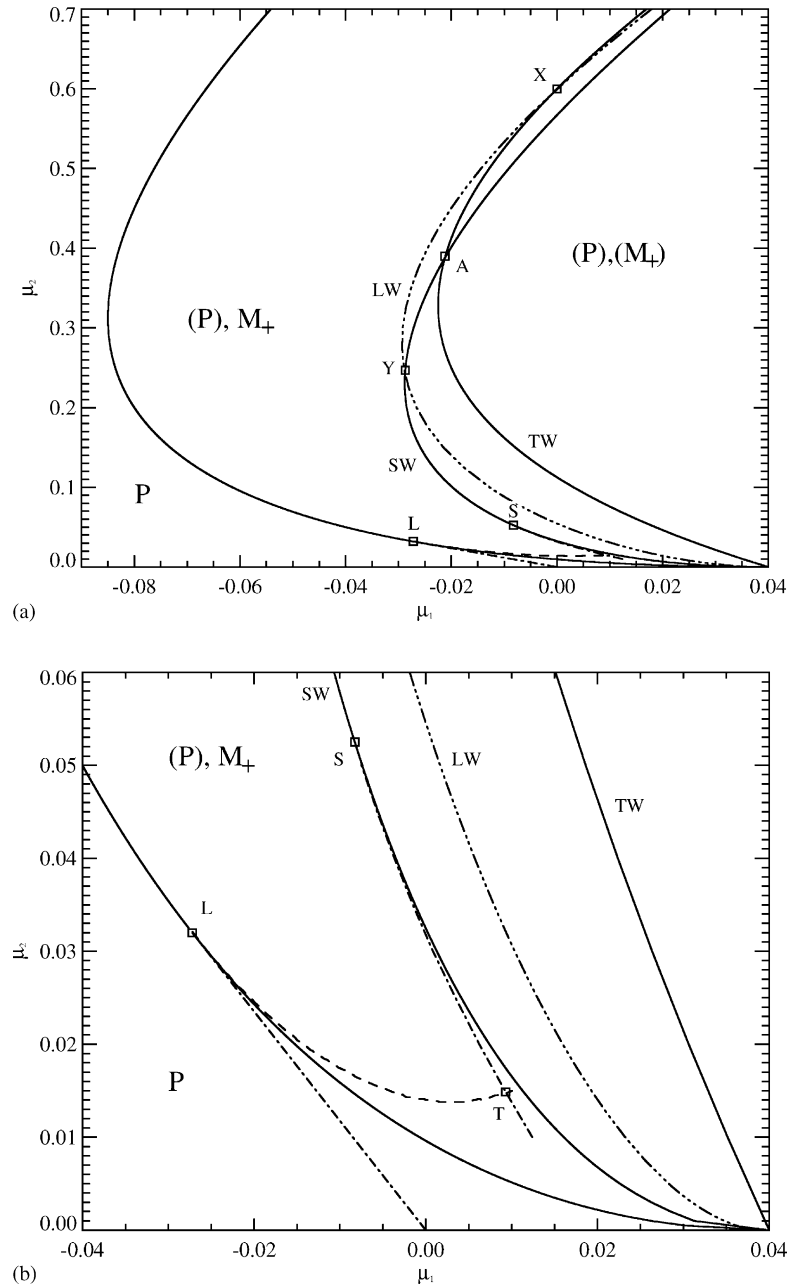 0.7
0.6
0.5
0.4
0.3
0.2
0.1
0.0
μ₂
X
A
LW
(P),(M₊)
(P), M₊
Y
TW
SW
P
S
L
-0.08 -0.06 -0.04 -0.02 0.00 0.02 0.04
μ₁
(a)
0.06
0.05
0.04
0.03
0.02
0.01
0.00
μ₂
SW
(P), M₊
S
LW
TW
L
P
T
-0.04 -0.02 0.00 0.02 0.04
μ₁
(b)